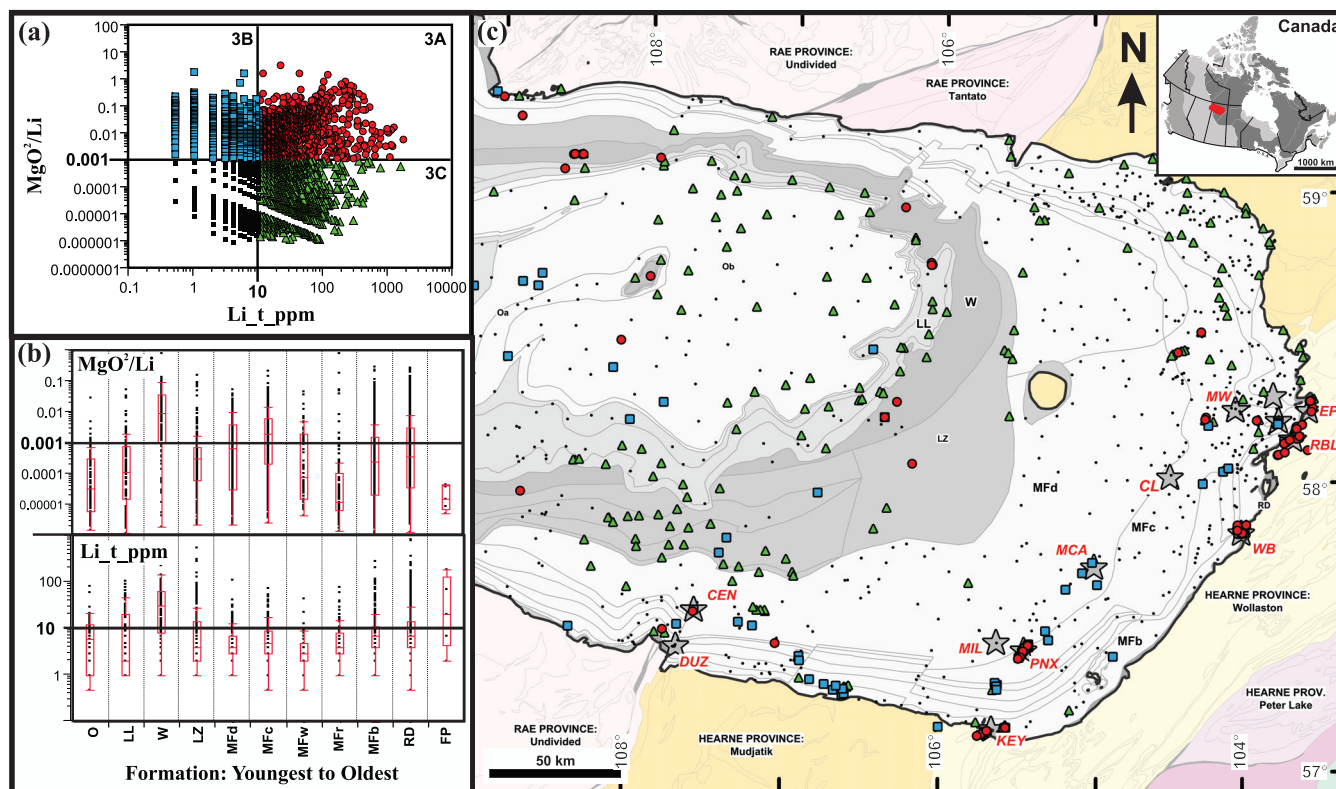 (a)
3B
3A
3C
100
10
1
0.1
0.01
0.001
0.0001
0.00001
0.000001
0.0000001
MgO²/Li
0.1
1
10
100
1000
10000
Li_t_ppm
(b)
MgO²/Li
0.1
0.01
0.001
0.0001
0.00001
Li_t_ppm
100
10
1
O
LL
W
LZ
MFd
MFc
MFw
MFr
MFb
RD
FP
Formation: Youngest to Oldest
(c)
108°
106°
RAE PROVINCE:
Undivided
RAE PROVINCE:
Tantato
N
Canada
1000 km
59°
Ob
Oa
LL
W
LZ
MFd
MFc
MFb
RD
MW
EP
RBL
58°
CL
WB
MCA
CEN
DUZ
MIL
PNX
KEY
HEARNE PROVINCE:
Wollaston
HEARNE PROV.
Peter Lake
RAE PROVINCE:
Undivided
HEARNE PROVINCE:
Mudjatik
50 km
108°
106°
104°
57°